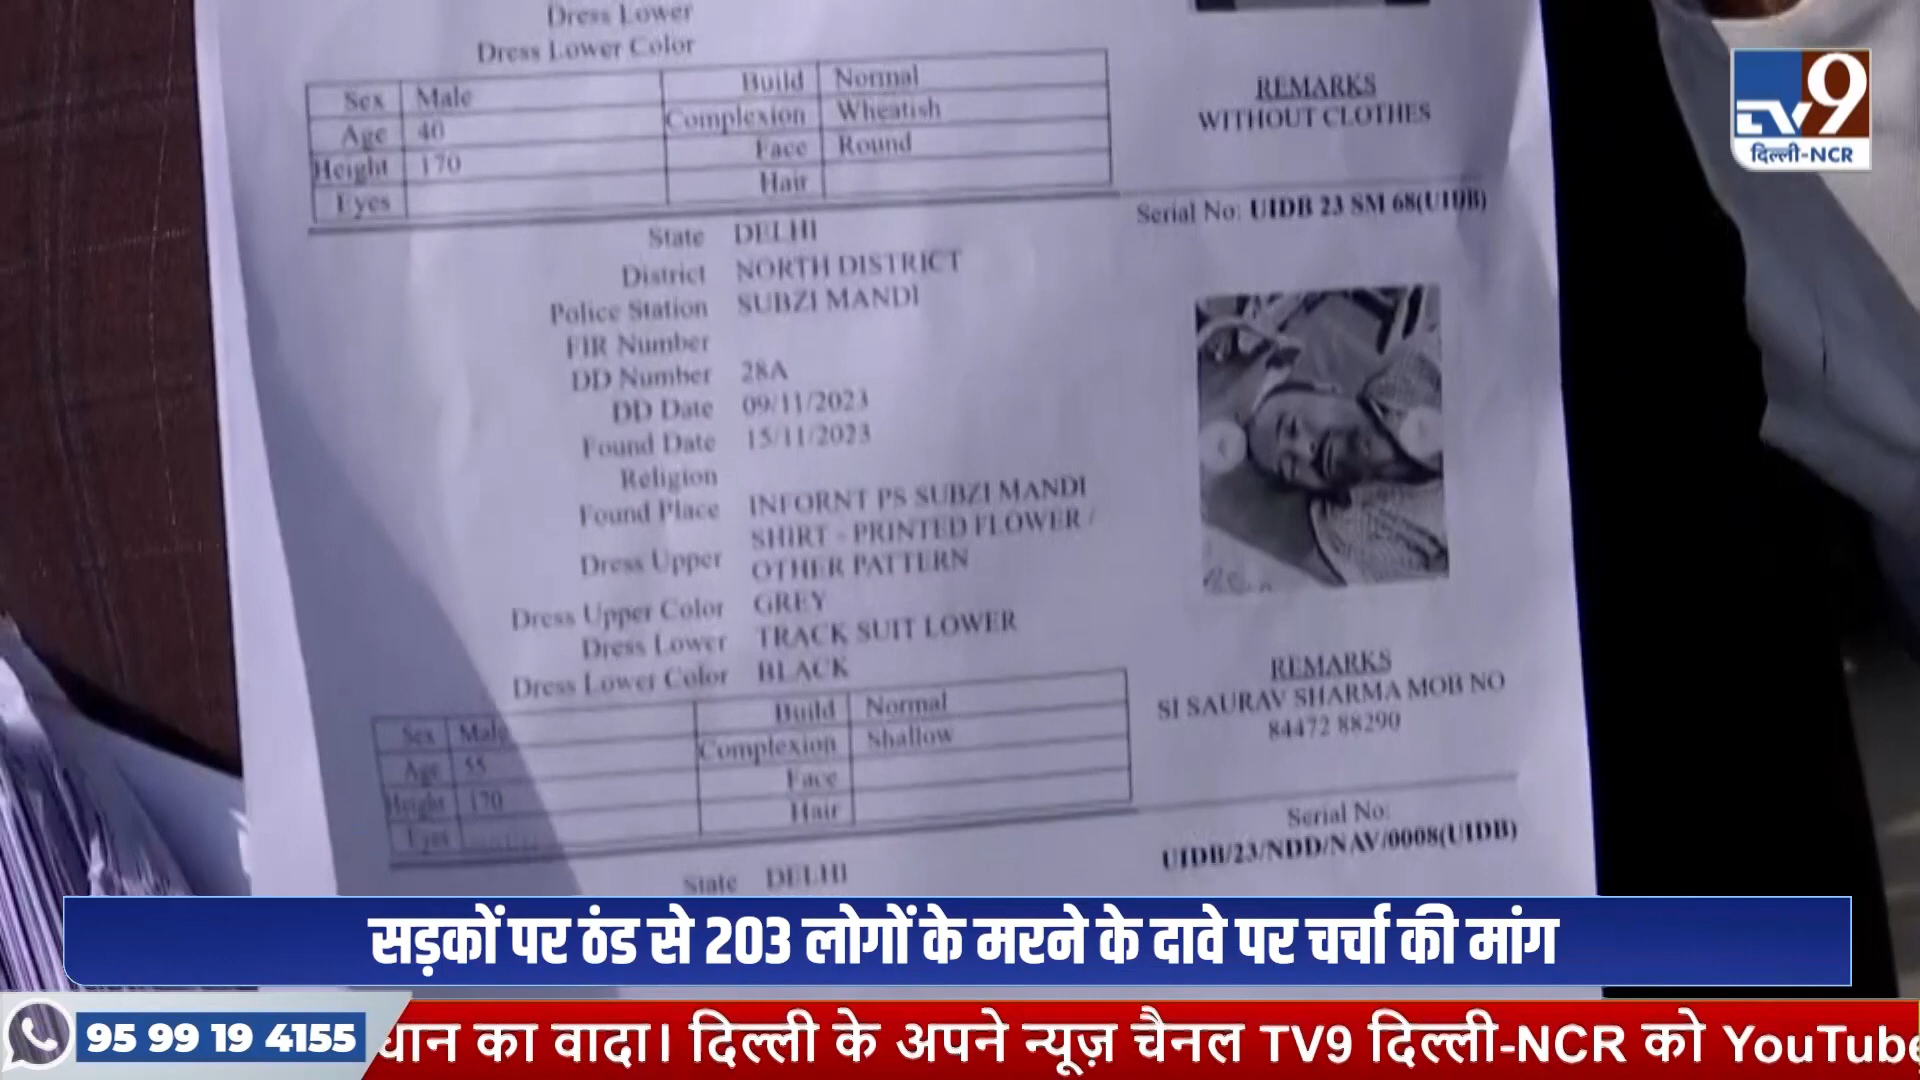 Dress Lower
Dress Lower Color
Sex Male Build Normal
Age 40 Complexion Wheatish
Height 170 Face Round
Eyes Hair
REMARKS
WITHOUT CLOTHES
TV9
दिल्ली-NCR
Serial No: UIDB 23 SM 68(UIDB)
State DELHI
District NORTH DISTRICT
Police Station SUBZI MANDI
FIR Number
DD Number 28A
DD Date 09/11/2023
Found Date 15/11/2023
Religion
Found Place INFORNT PS SUBZI MANDI
Dress Upper SHIRT - PRINTED FLOWER /
OTHER PATTERN
Dress Upper Color GREY
Dress Lower TRACK SUIT LOWER
Dress Lower Color BLACK
REMARKS
SI SAURAV SHARMA MOB NO
84472 88290
Sex Male Build Normal
Age 55 Complexion Shallow
Height 170 Face
Eyes Hair
Serial No:
UIDB/23/NDD/NAV/0008(UIDB)
State DELHI
सड़कों पर ठंड से 203 लोगों के मरने के दावे पर चर्चा की मांग
95 99 19 4155
का वादा। दिल्ली के अपने न्यूज़ चैनल TV9 दिल्ली-NCR को YouTube